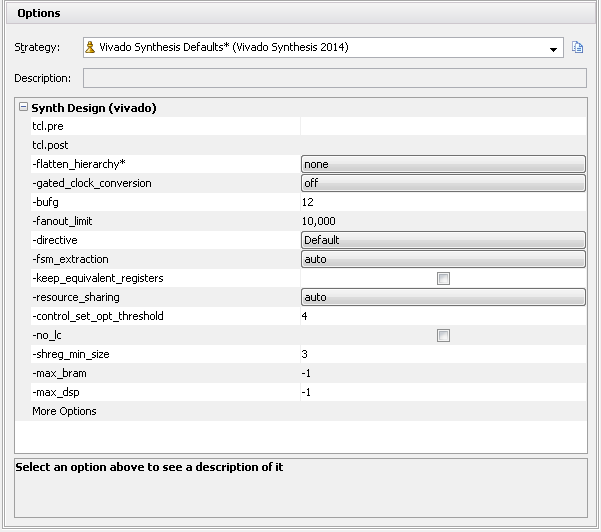 Options
Strategy: Vivado Synthesis Defaults* (Vivado Synthesis 2014)
Description:
Synth Design (vivado)
tcl.pre
tcl.post
-flatten_hierarchy* none
-gated_clock_conversion off
-bufg 12
-fanout_limit 10,000
-directive Default
-fsm_extraction auto
-keep_equivalent_registers
-resource_sharing auto
-control_set_opt_threshold 4
-no_lc
-shreg_min_size 3
-max_bram -1
-max_dsp -1
More Options
Select an option above to see a description of it